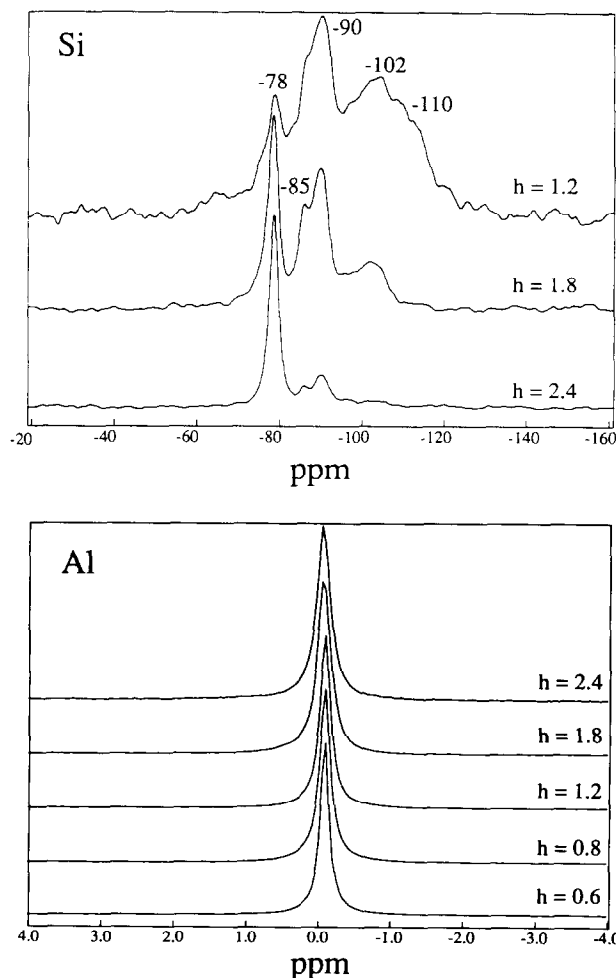 Si
-90
-102
-78
-110
-85
h = 1.2
h = 1.8
h = 2.4
-20 -40 -60 -80 -100 -120 -140 -160
ppm
Al
h = 2.4
h = 1.8
h = 1.2
h = 0.8
h = 0.6
4.0 3.0 2.0 1.0 0.0 -1.0 -2.0 -3.0 -4.0
ppm